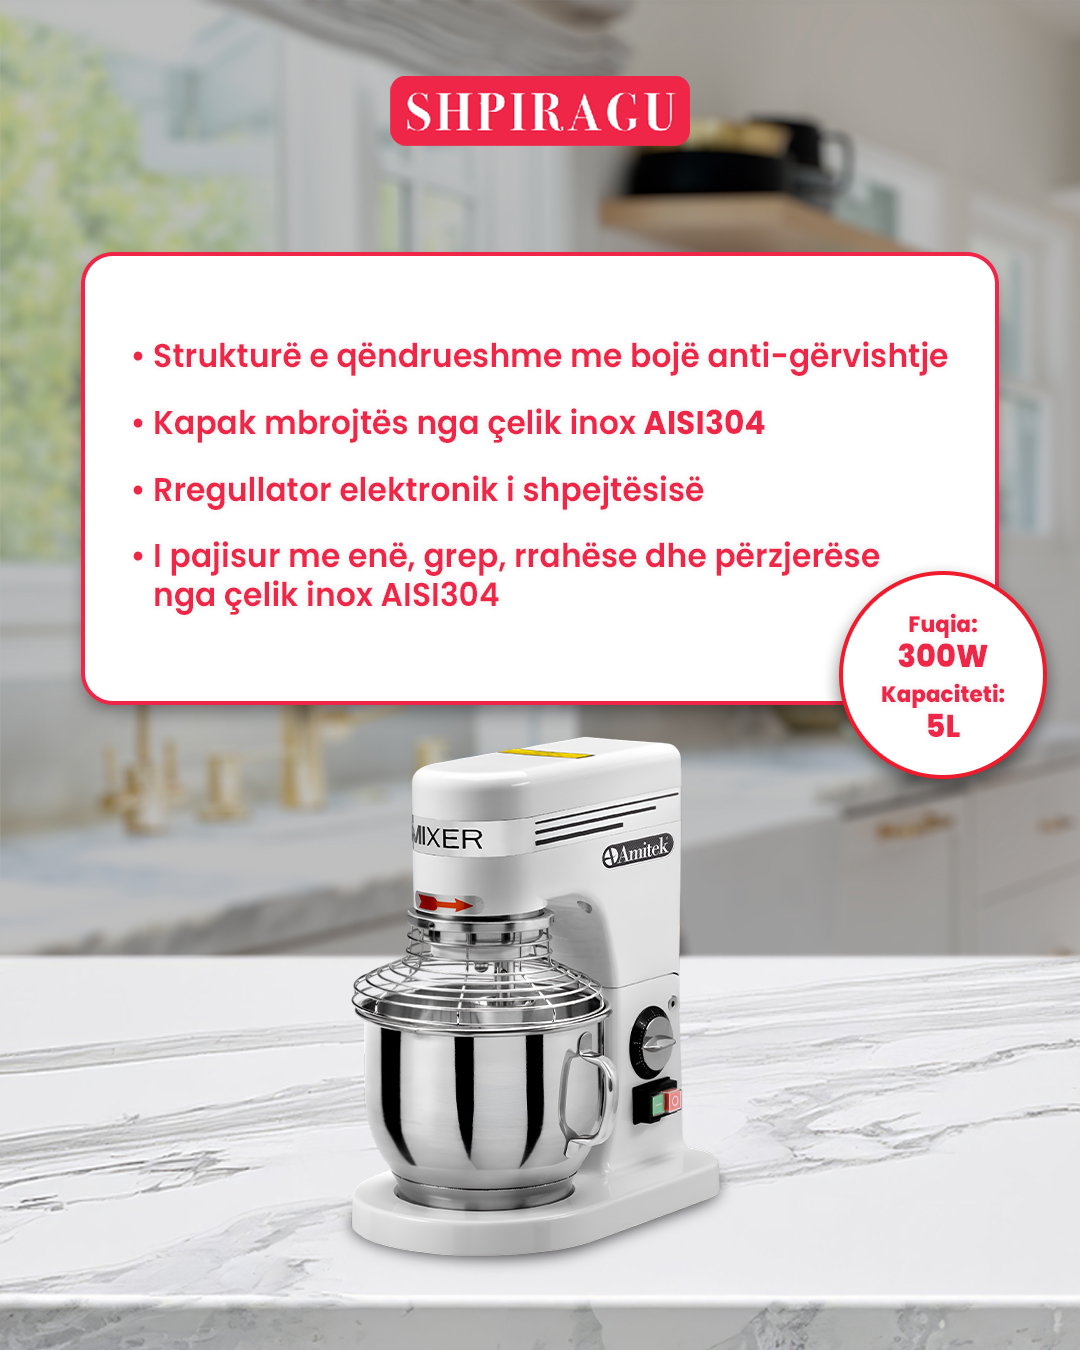 SHPIRAGU
• Strukturë e qëndrueshme me bojë anti-gërvishtje
• Kapak mbrojtës nga çelik inox AISI304
• Rregullator elektronik i shpejtësisë
• I pajisur me enë, grep, rrahëse dhe përzjerëse
nga çelik inox AISI304
Fuqia:
300W
Kapaciteti:
5L
MIXER
Amitek